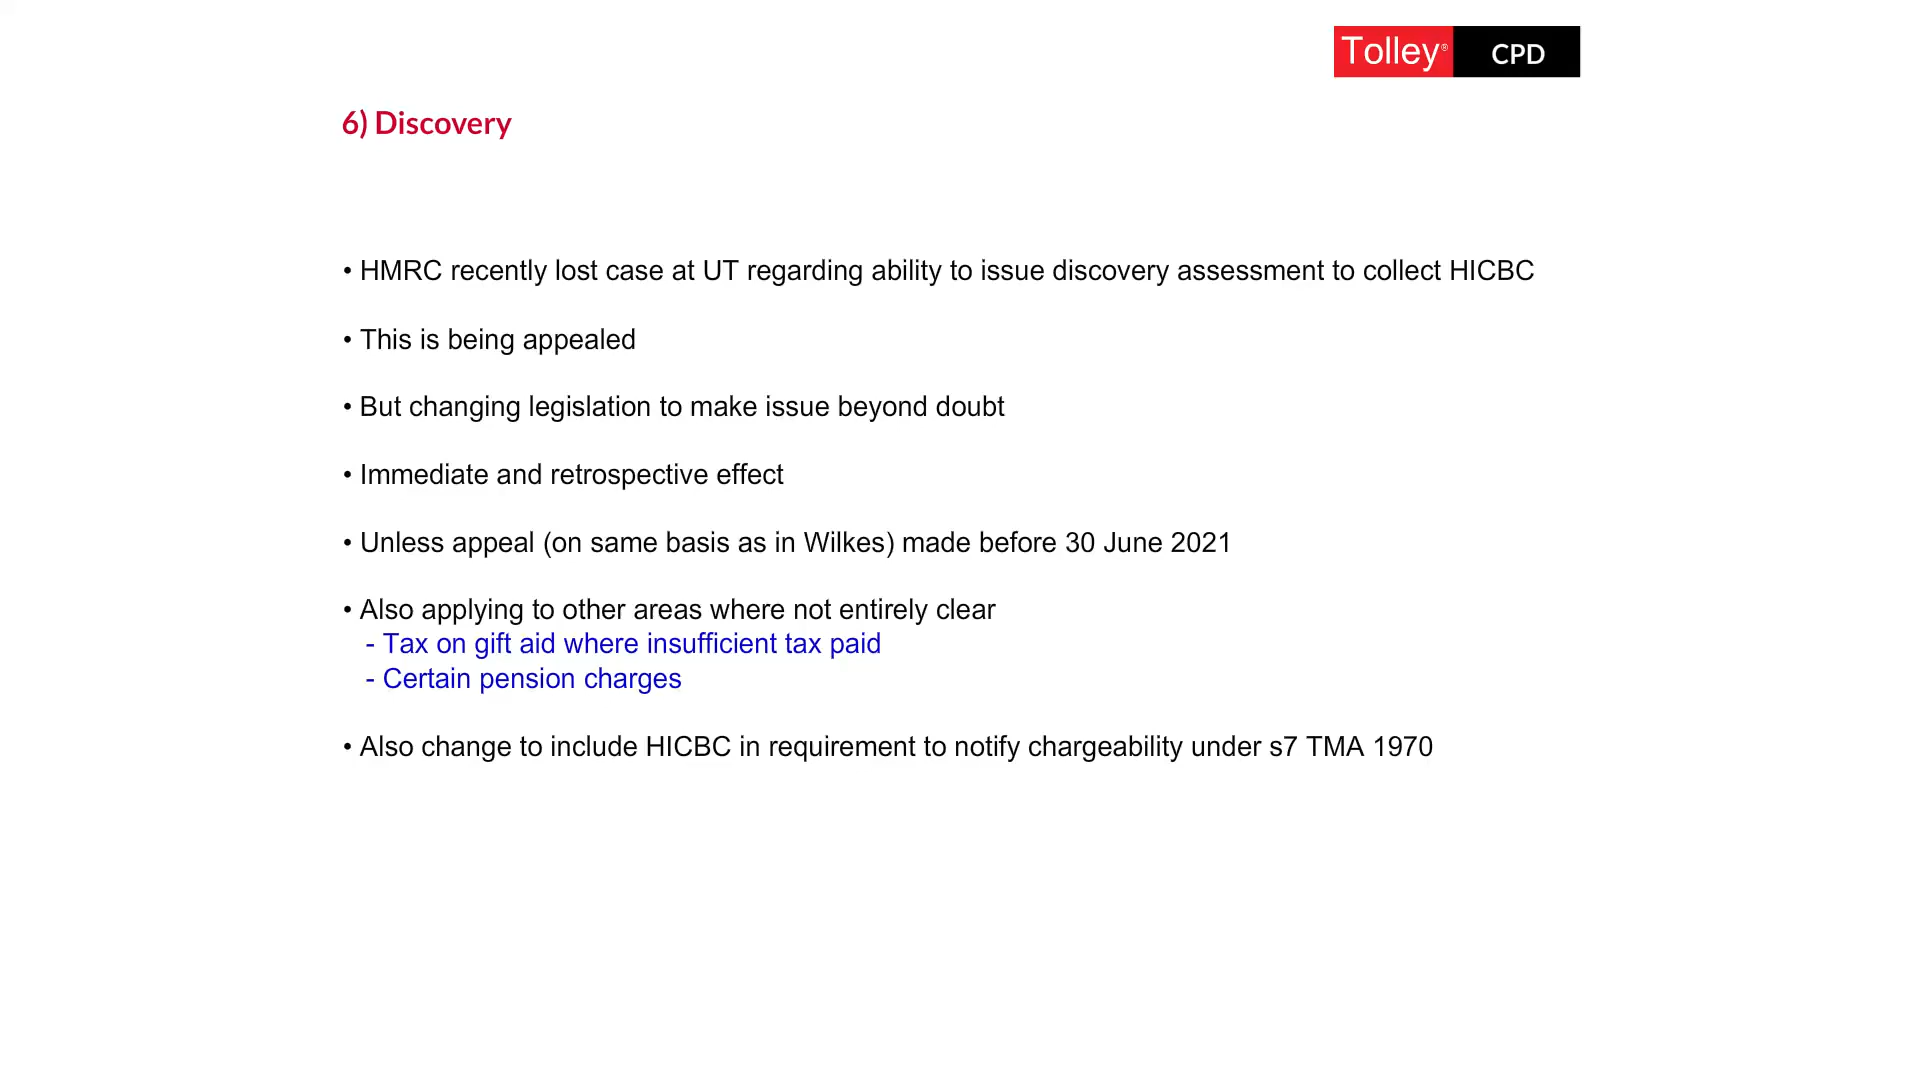 Tolley® CPD
6) Discovery
• HMRC recently lost case at UT regarding ability to issue discovery assessment to collect HICBC
• This is being appealed
• But changing legislation to make issue beyond doubt
• Immediate and retrospective effect
• Unless appeal (on same basis as in Wilkes) made before 30 June 2021
• Also applying to other areas where not entirely clear
- Tax on gift aid where insufficient tax paid
- Certain pension charges
• Also change to include HICBC in requirement to notify chargeability under s7 TMA 1970